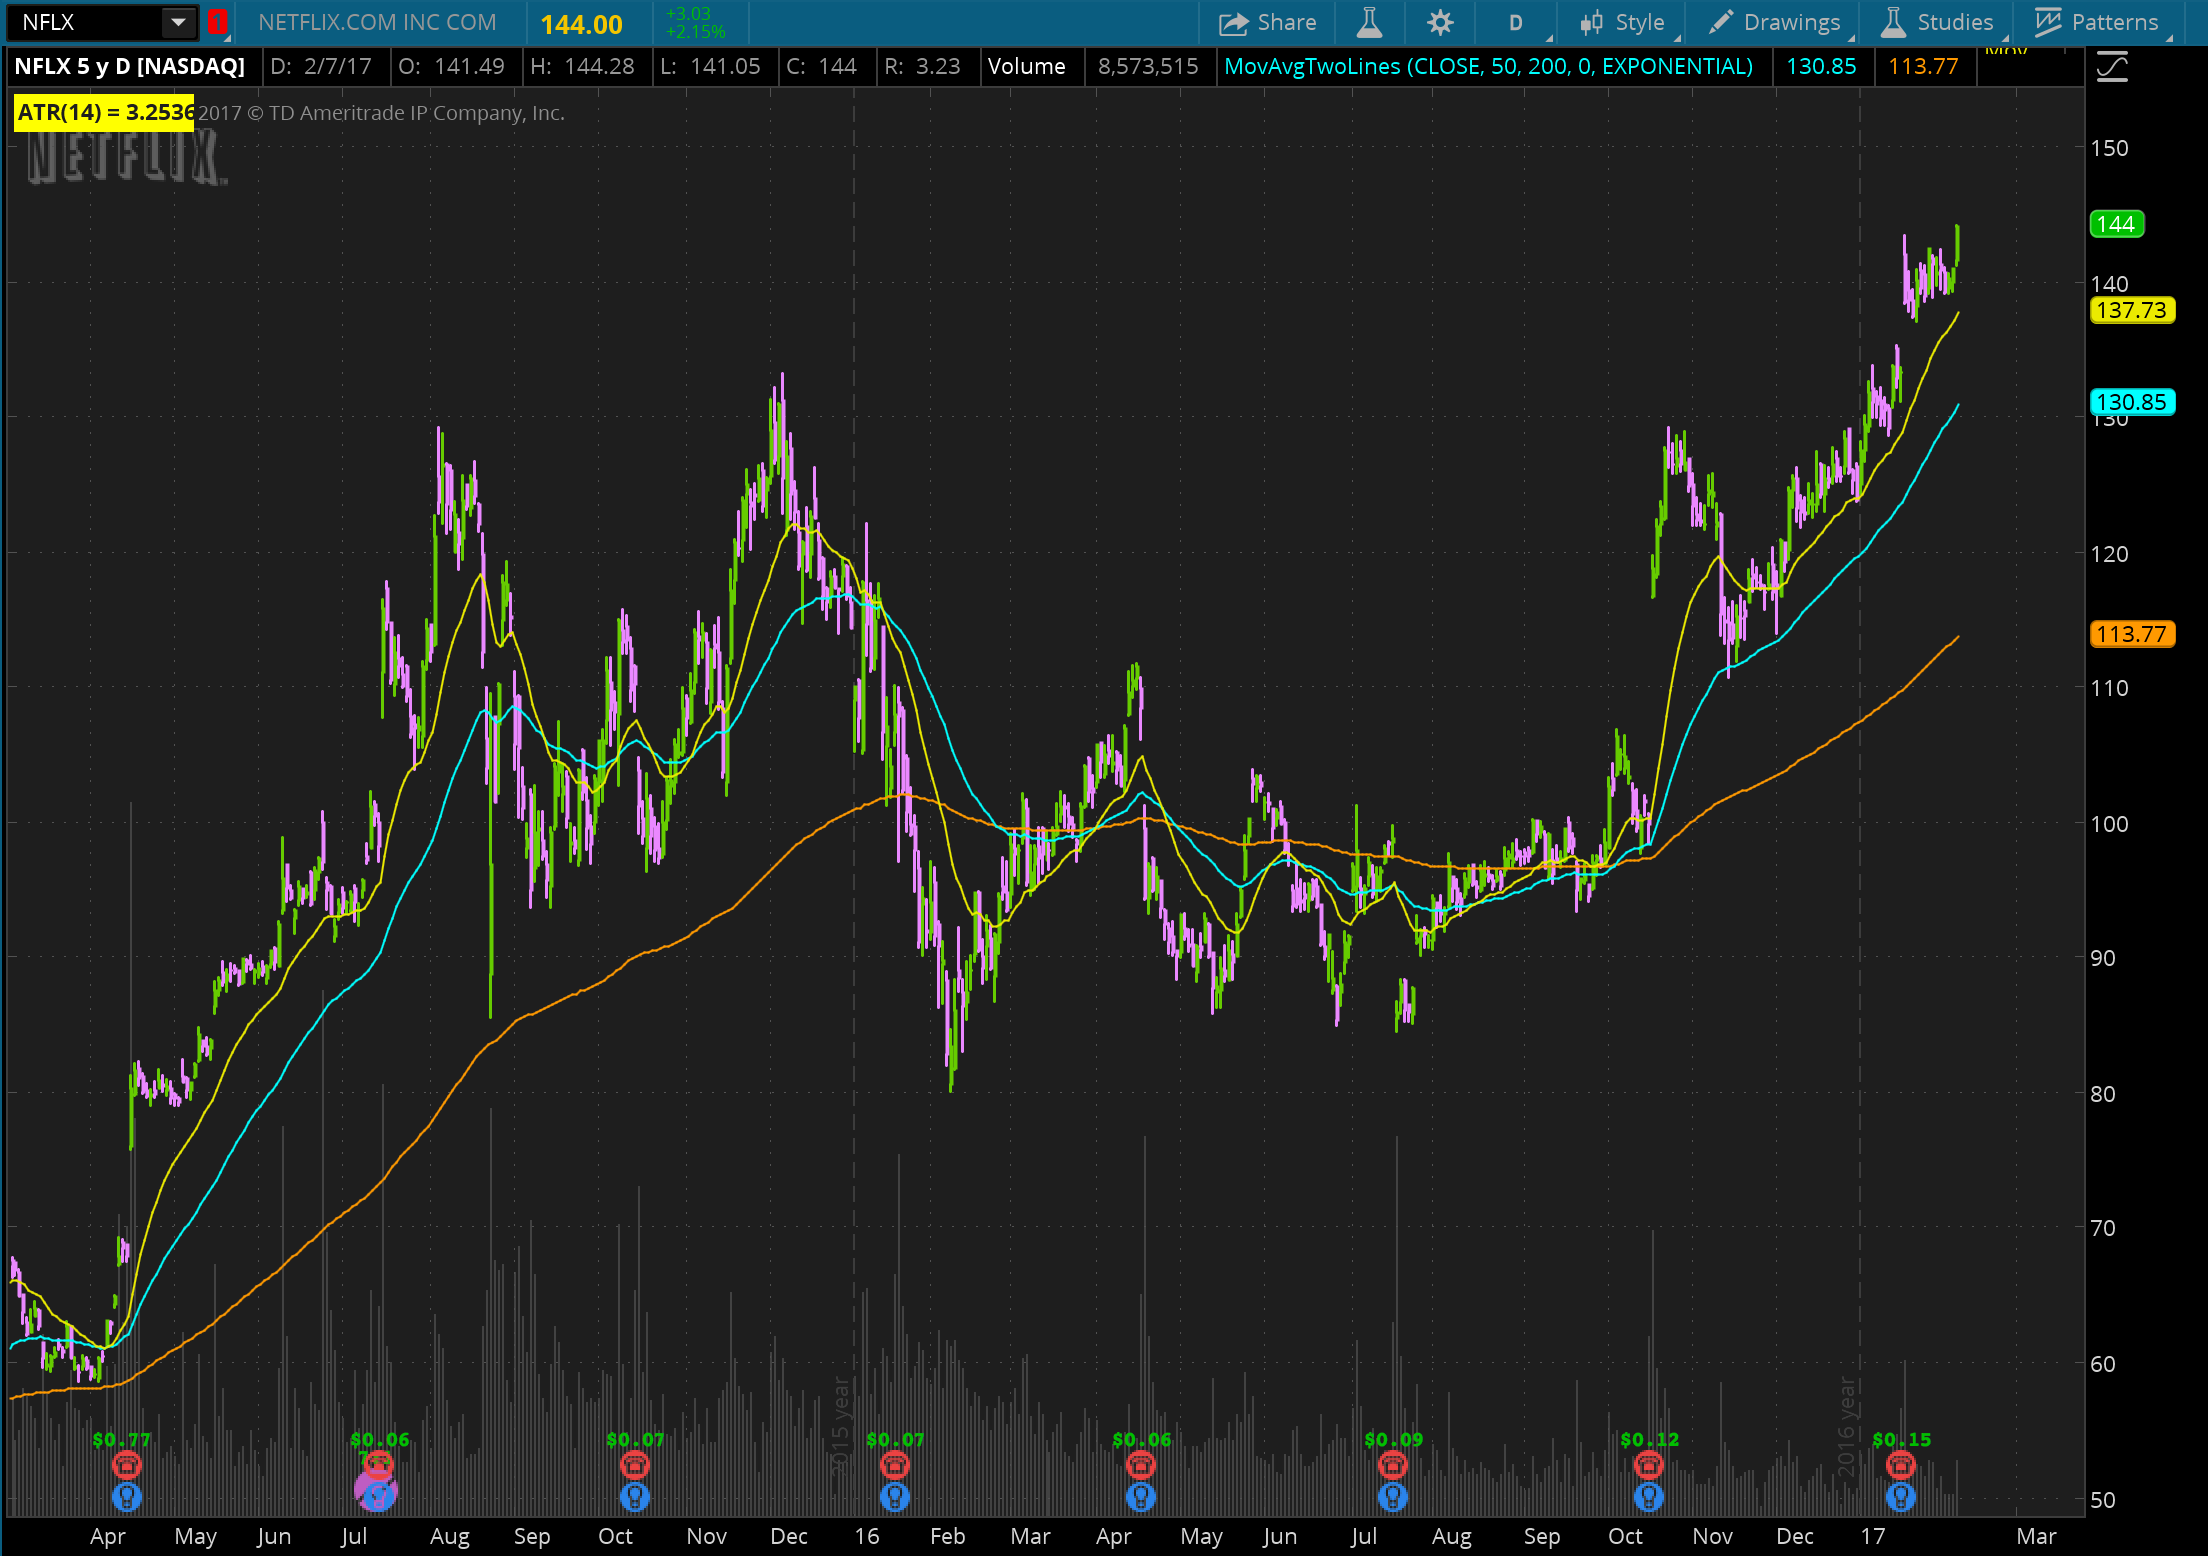 NFLX 1 NETFLIX.COM INC COM 144.00 +3.03 Share D Style Drawings Studies Patterns
+2.15%
NFLX 5 y D [NASDAQ] D: 2/7/17 O: 141.49 H: 144.28 L: 141.05 C: 144 R: 3.23 Volume 8,573,515 MovAvgTwoLines (CLOSE, 50, 200, 0, EXPONENTIAL) 130.85 113.77
ATR(14) = 3.2536 2017 © TD Ameritrade IP Company, Inc.
NETFLIX
150
144
140
137.73
130.85
130
120
113.77
110
100
90
80
70
60
2015 year
2016 year
$0.77 $0.06 $0.07 $0.07 $0.06 $0.09 $0.12 $0.15
50
Apr May Jun Jul Aug Sep Oct Nov Dec 16 Feb Mar Apr May Jun Jul Aug Sep Oct Nov Dec 17 Mar